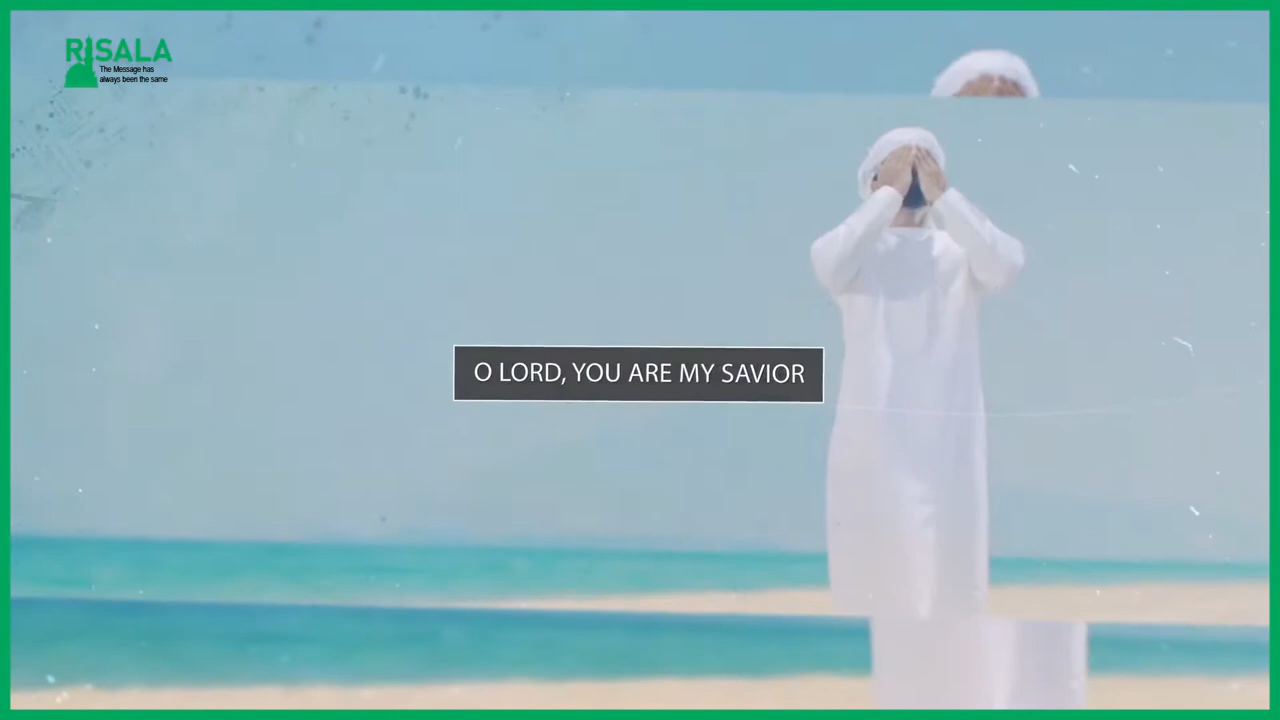 RISALA
The Message has
always been the same
O LORD, YOU ARE MY SAVIOR